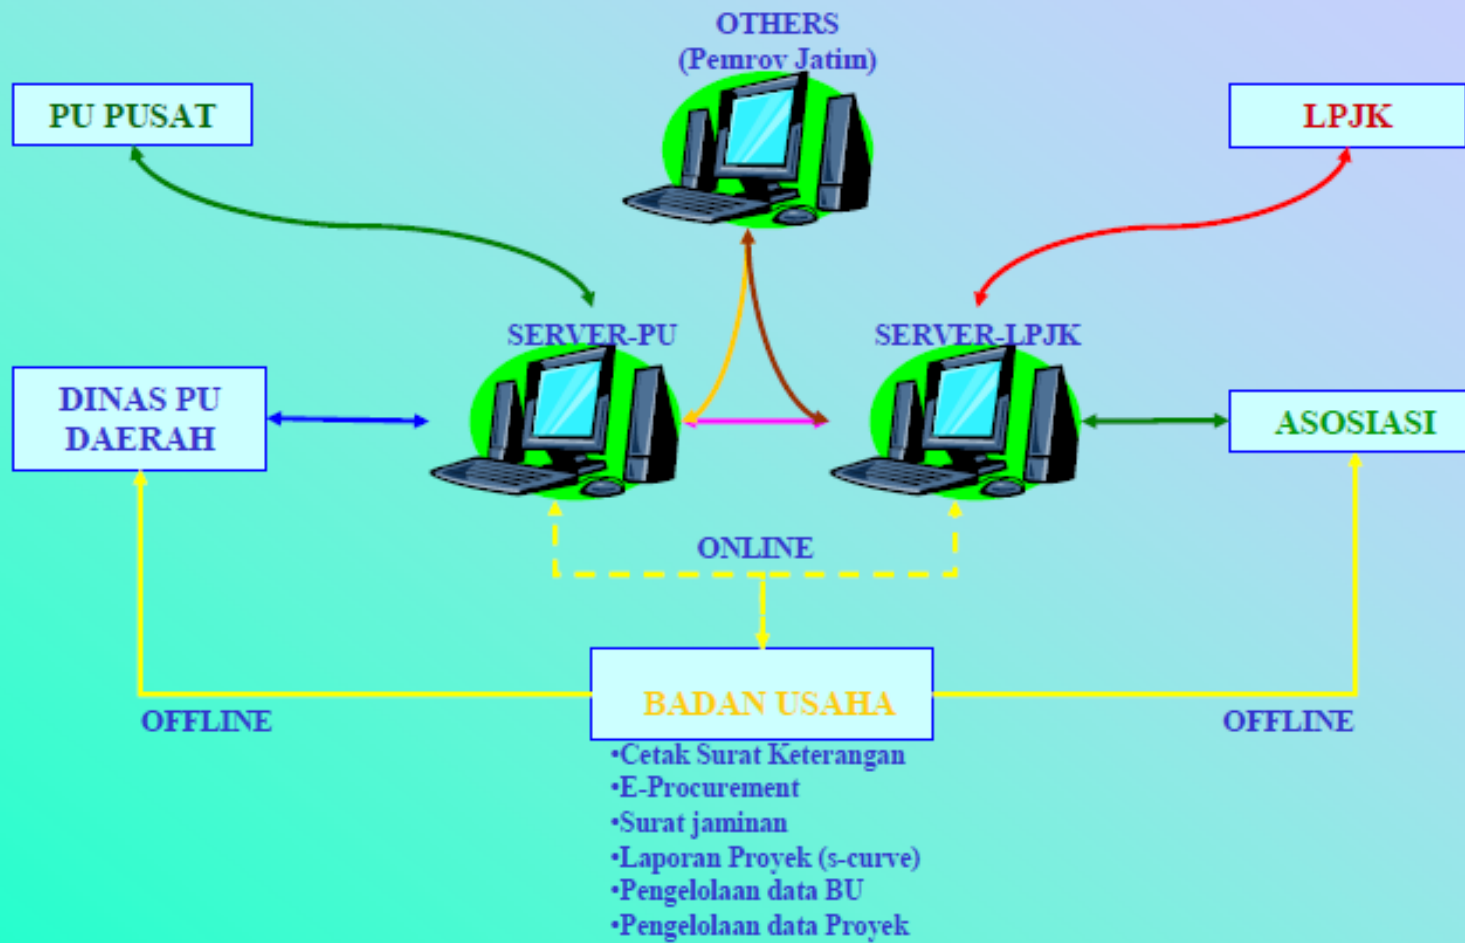 OTHERS
(Pemrov Jatim)
PU PUSAT
LPJK
SERVER-PU
SERVER-LPJK
DINAS PU
DAERAH
ASOSIASI
ONLINE
BADAN USAHA
OFFLINE
OFFLINE
•Cetak Surat Keterangan
•E-Procurement
•Surat jaminan
•Laporan Proyek (s-curve)
•Pengelolaan data BU
•Pengelolaan data Proyek